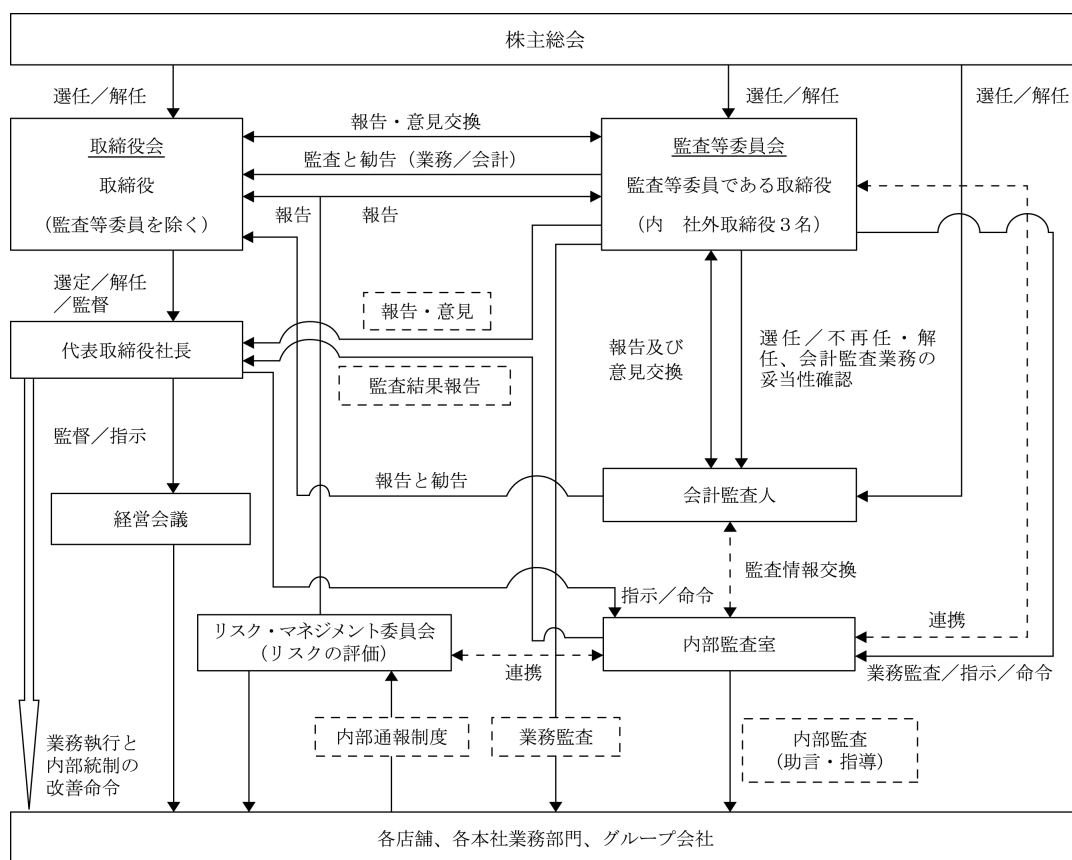 株主総会
選任／解任
選任／解任
選任／解任
取締役会
取締役
（監査等委員を除く）
報告・意見交換
監査と勧告（業務／会計）
報告
報告
監査等委員会
監査等委員である取締役
（内　社外取締役３名）
選定／解任
／監督
報告・意見
代表取締役社長
監査結果報告
報告及び
意見交換
選任／不再任・解
任、会計監査業務の
妥当性確認
監督／指示
報告と勧告
会計監査人
経営会議
監査情報交換
指示／命令
リスク・マネジメント委員会
（リスクの評価）
連携
内部監査室
連携
業務監査／指示／命令
業務執行と
内部統制の
改善命令
内部通報制度
業務監査
内部監査
（助言・指導）
各店舗、各本社業務部門、グループ会社